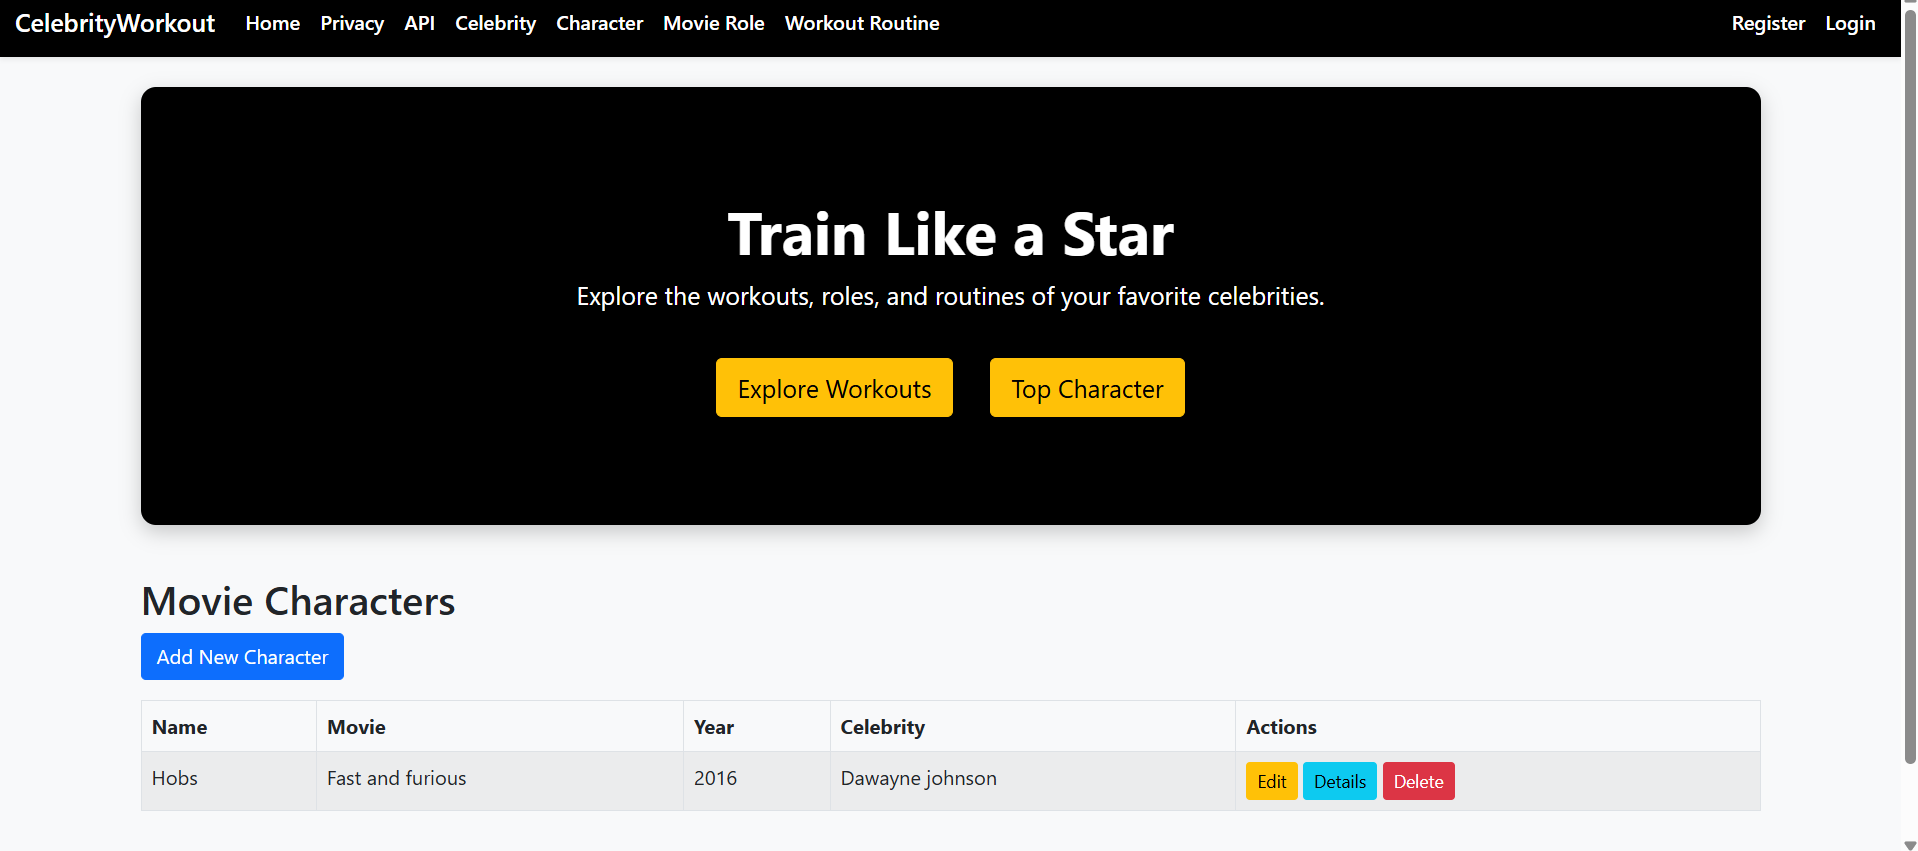 CelebrityWorkout Home Privacy API Celebrity Character Movie Role Workout Routine Register Login
Train Like a Star
Explore the workouts, roles, and routines of your favorite celebrities.
Explore Workouts Top Character
Movie Characters
Add New Character
Name Movie Year Celebrity Actions
Hobs Fast and furious 2016 Dawayne johnson Edit Details Delete